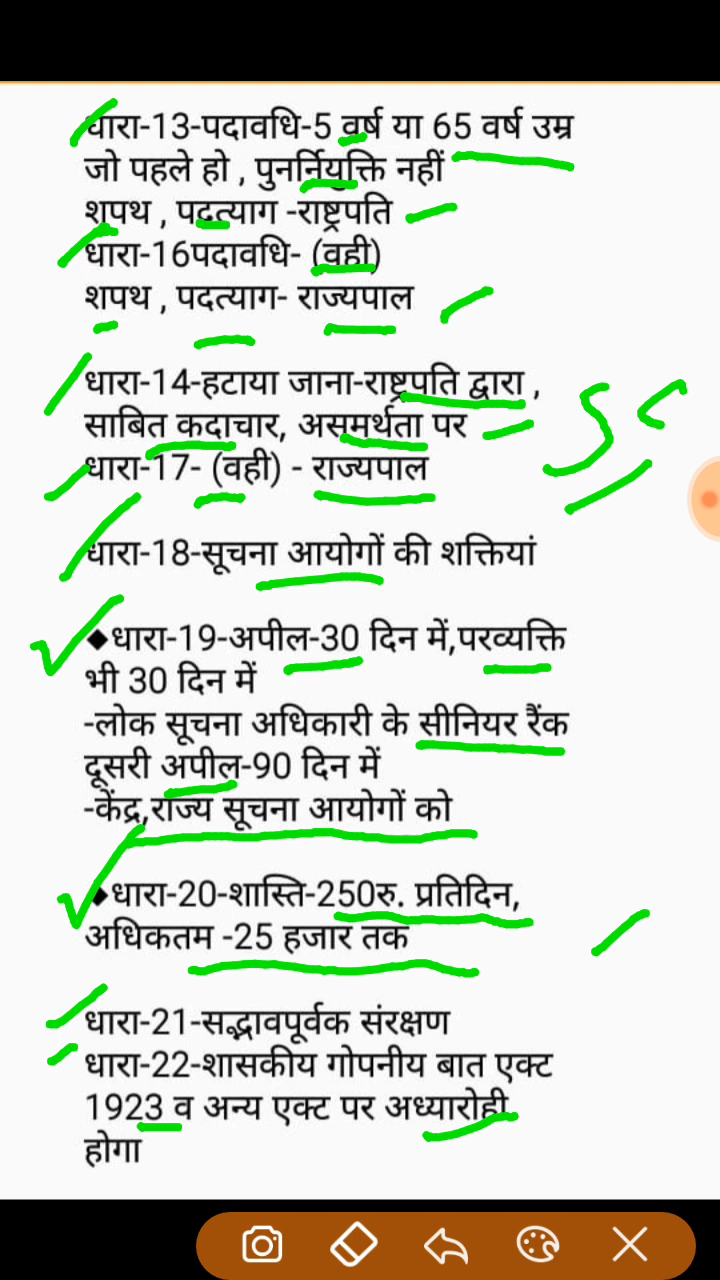 धारा-13-पदावधि-5 वर्ष या 65 वर्ष उम्र
जो पहले हो , पुनर्नियुक्ति नहीं
शपथ , पदत्याग -राष्ट्रपति
धारा-16पदावधि- (वही)
शपथ , पदत्याग- राज्यपाल
धारा-14-हटाया जाना-राष्ट्रपति द्वारा ,
साबित कदाचार, असमर्थता पर
धारा-17- (वही) - राज्यपाल
धारा-18-सूचना आयोगों की शक्तियां
◆धारा-19-अपील-30 दिन में,परव्यक्ति
भी 30 दिन में
-लोक सूचना अधिकारी के सीनियर रैंक
दूसरी अपील-90 दिन में
-केंद्र,राज्य सूचना आयोगों को
◆धारा-20-शास्ति-250रु. प्रतिदिन,
अधिकतम -25 हजार तक
धारा-21-सद्भावपूर्वक संरक्षण
धारा-22-शासकीय गोपनीय बात एक्ट
1923 व अन्य एक्ट पर अध्यारोही
होगा